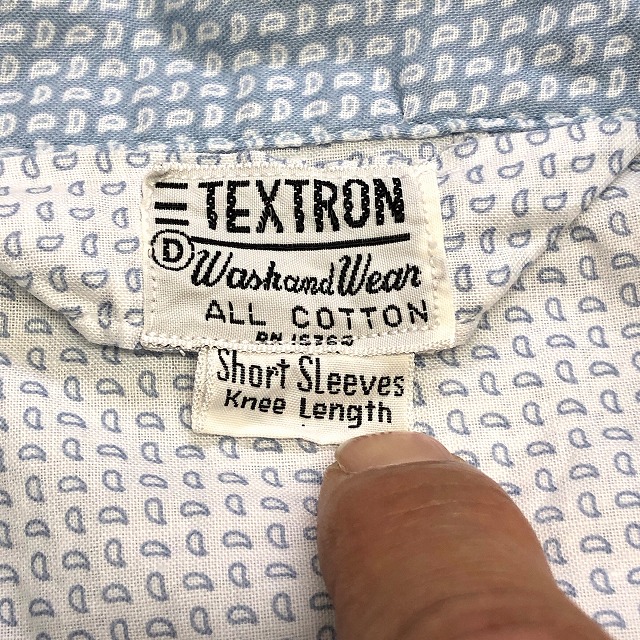 TEXTRON
D Wash and Wear
ALL COTTON
Short Sleeves
Knee Length